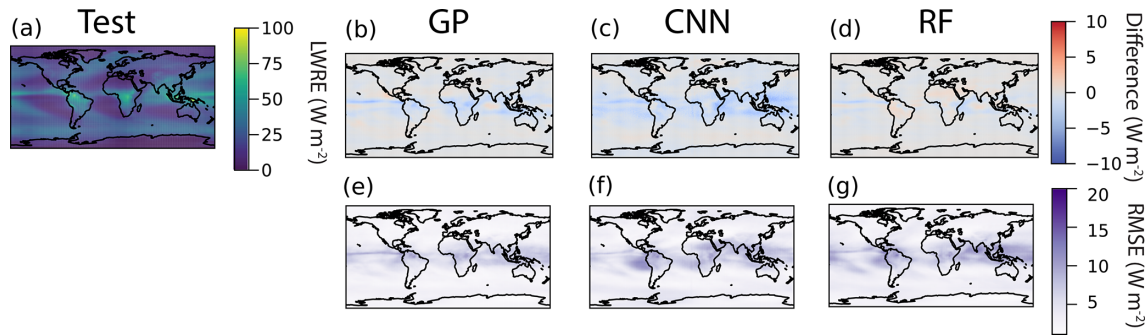 Test
GP
CNN
RF
(a)
(b)
(c)
(d)
100
75
50
25
0
LWRE (W m⁻²)
10
5
0
−5
−10
Difference (W m⁻²)
(e)
(f)
(g)
20
15
10
5
RMSE (W m⁻²)